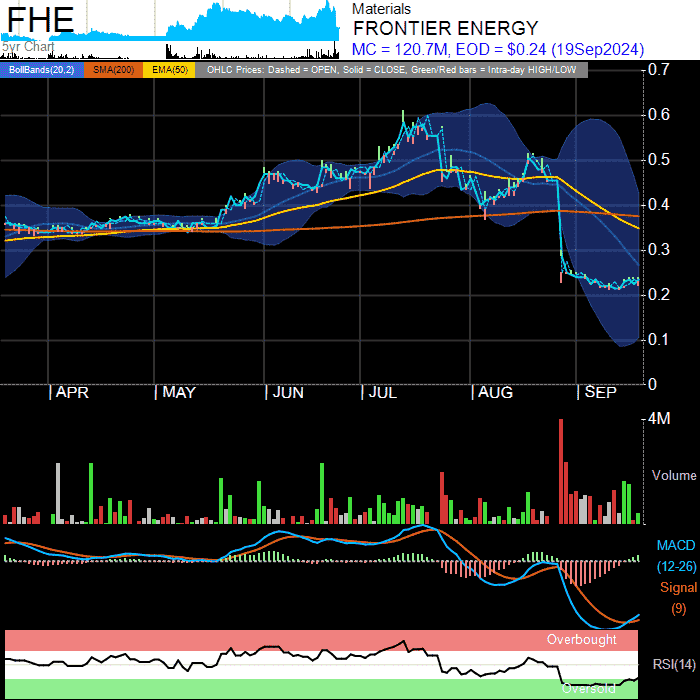 FHE
5yr Chart
Materials
FRONTIER ENERGY
MC = 120.7M, EOD = $0.24 (19Sep2024)
BollBands(20,2) SMA(200) EMA(50) OHLC Prices: Dashed = OPEN, Solid = CLOSE, Green/Red bars = Intra-day HIGH/LOW
0.7
0.6
0.5
0.4
0.3
0.2
0.1
0
APR MAY JUN JUL AUG SEP
4M
Volume
MACD
(12-26)
Signal
(9)
Overbought
RSI(14)
Oversold